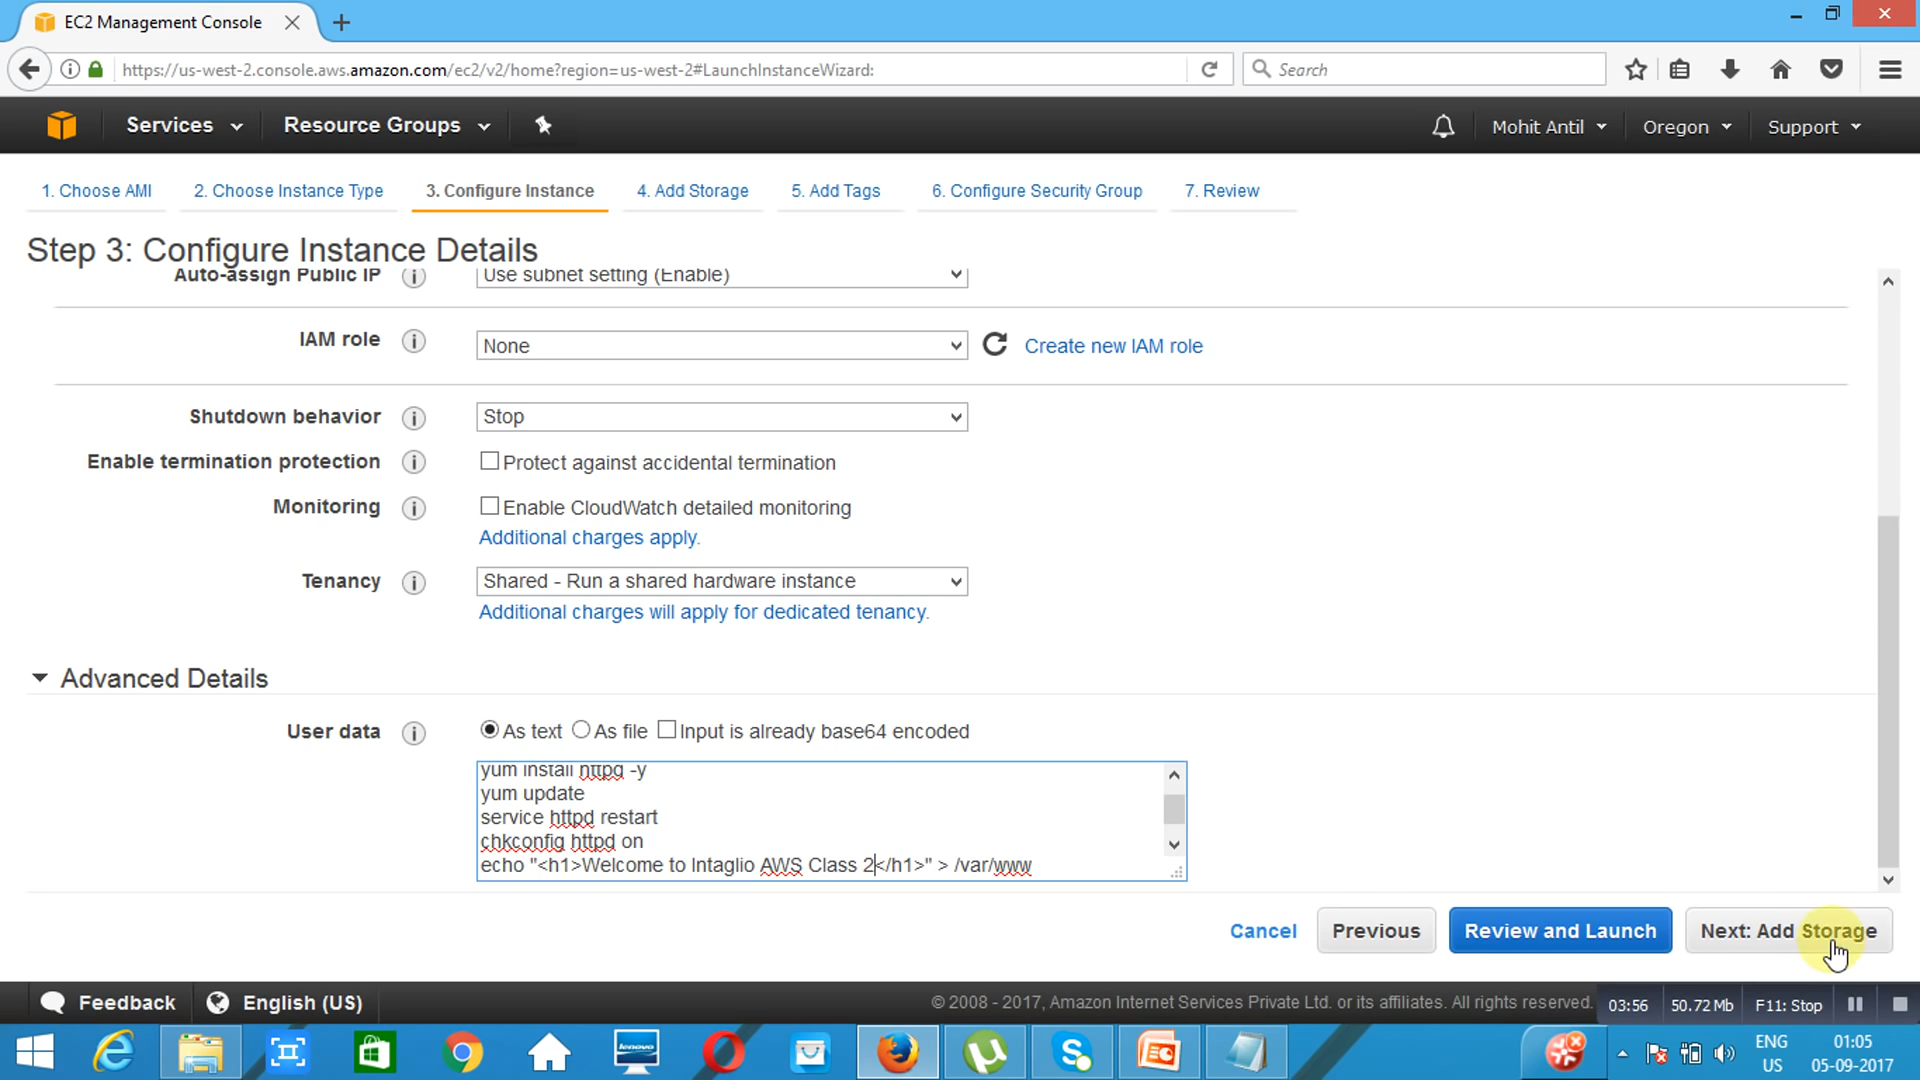 EC2 Management Console
https://us-west-2.console.aws.amazon.com/ec2/v2/home?region=us-west-2#LaunchInstanceWizard:
Search
Services
Resource Groups
Mohit Antil
Oregon
Support
1. Choose AMI
2. Choose Instance Type
3. Configure Instance
4. Add Storage
5. Add Tags
6. Configure Security Group
7. Review
Step 3: Configure Instance Details
Auto-assign Public IP
Use subnet setting (Enable)
IAM role
None
Create new IAM role
Shutdown behavior
Stop
Enable termination protection
Protect against accidental termination
Monitoring
Enable CloudWatch detailed monitoring
Additional charges apply.
Tenancy
Shared - Run a shared hardware instance
Additional charges will apply for dedicated tenancy.
Advanced Details
User data
As text As file Input is already base64 encoded
yum install httpd -y
yum update
service httpd restart
chkconfig httpd on
echo "<h1>Welcome to Intaglio AWS Class 2</h1>" > /var/www
Cancel
Previous
Review and Launch
Next: Add Storage
Feedback
English (US)
© 2008 - 2017, Amazon Internet Services Private Ltd. or its affiliates. All rights reserved.
03:56
50.72 Mb
F11: Stop
lenovo
ENG
US
01:05
05-09-2017